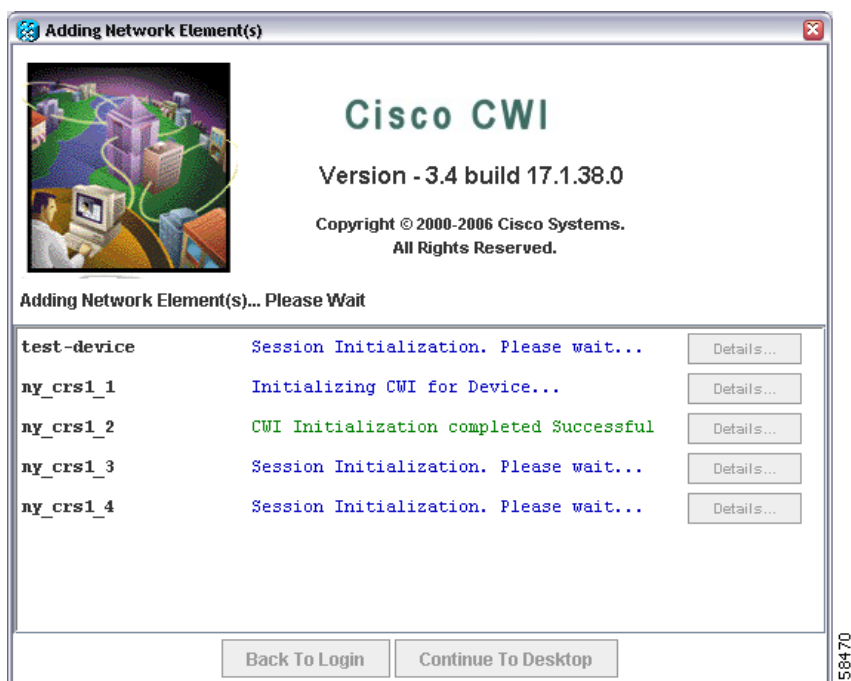 Adding Network Element(s)
Cisco CWI
Version - 3.4 build 17.1.38.0
Copyright © 2000-2006 Cisco Systems.
All Rights Reserved.
Adding Network Element(s)... Please Wait
test-device Session Initialization. Please wait... Details...
ny_crs1_1 Initializing CWI for Device... Details...
ny_crs1_2 CWI Initialization completed Successful Details...
ny_crs1_3 Session Initialization. Please wait... Details...
ny_crs1_4 Session Initialization. Please wait... Details...
Back To Login Continue To Desktop
58470